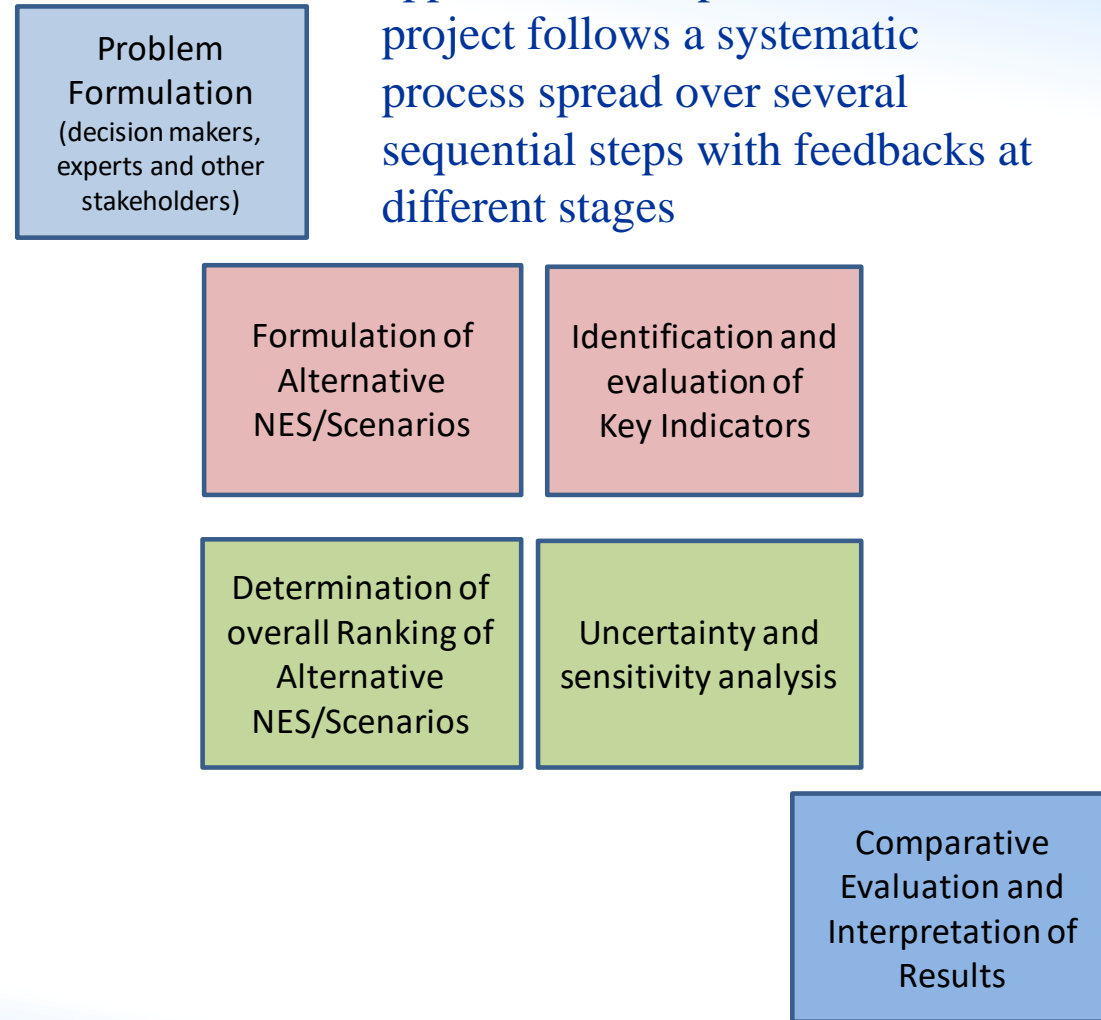 Problem
Formulation
(decision makers,
experts and other
stakeholders)
project follows a systematic
process spread over several
sequential steps with feedbacks at
different stages
Formulation of
Alternative
NES/Scenarios
Identification and
evaluation of
Key Indicators
Determination of
overall Ranking of
Alternative
NES/Scenarios
Uncertainty and
sensitivity analysis
Comparative
Evaluation and
Interpretation of
Results